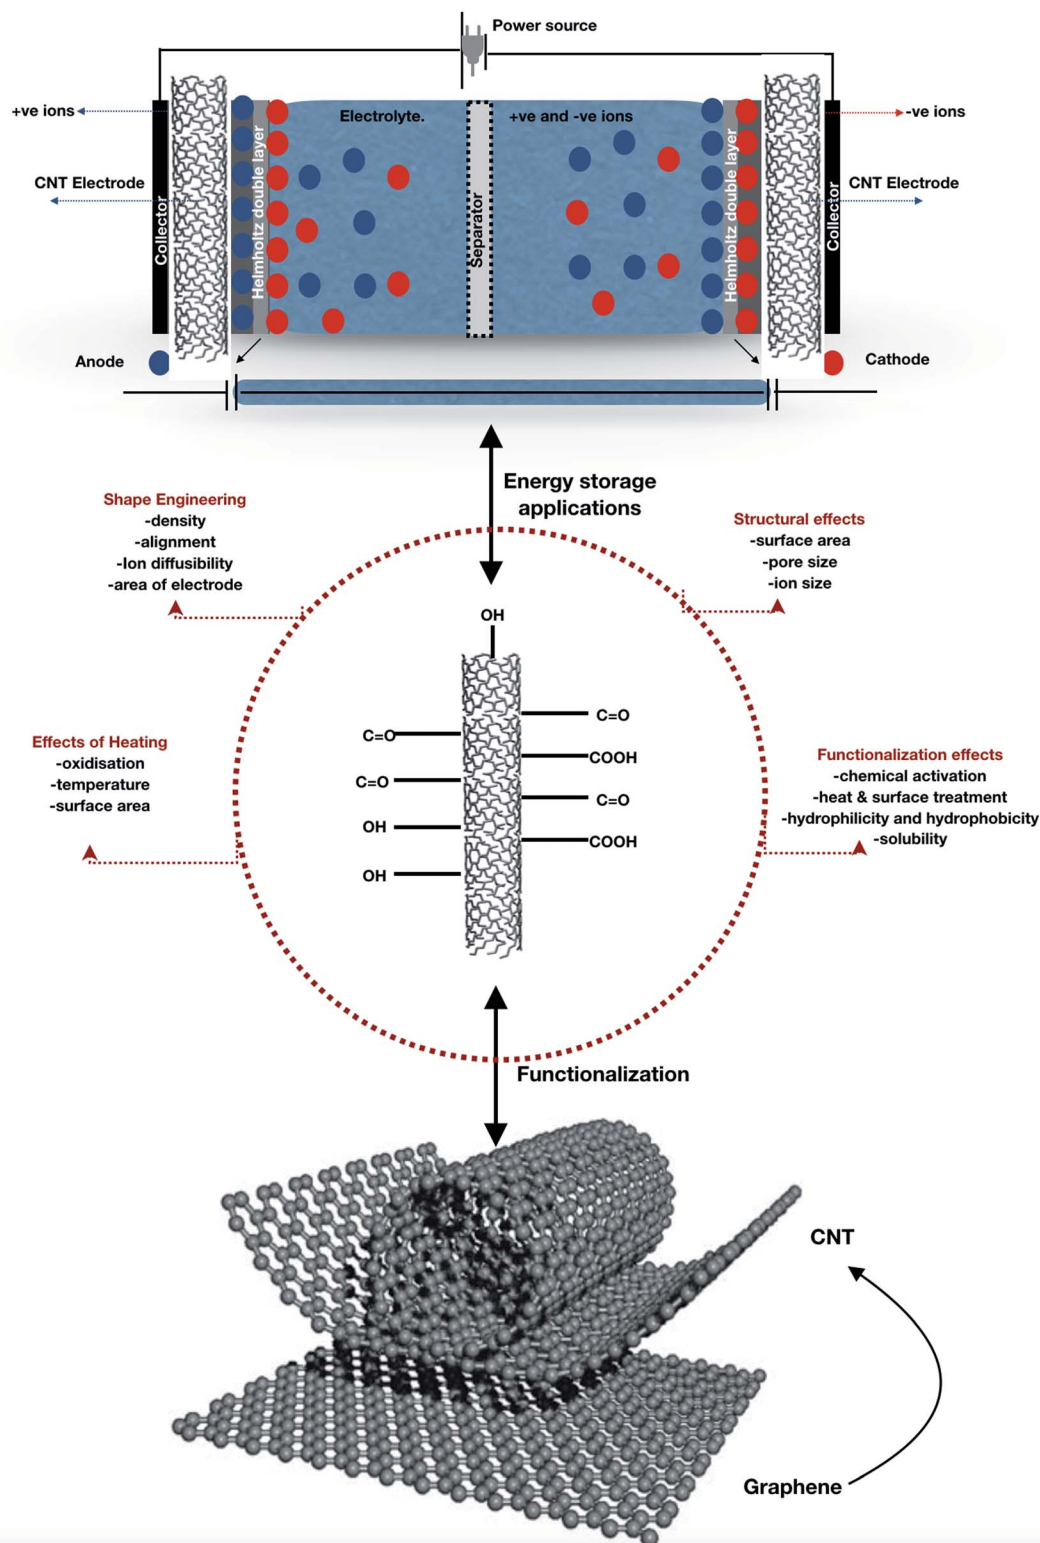 Power source
+ve ions
Electrolyte.
+ve and -ve ions
-ve ions
CNT Electrode
CNT Electrode
Collector
Helmholtz double layer
Separator
Helmholtz double layer
Collector
Anode
Cathode
Energy storage
applications
Shape Engineering
-density
-alignment
-Ion diffusibility
-area of electrode
Structural effects
-surface area
-pore size
-ion size
OH
C=O
C=O
COOH
C=O
C=O
OH
COOH
OH
Effects of Heating
-oxidisation
-temperature
-surface area
Functionalization effects
-chemical activation
-heat & surface treatment
-hydrophilicity and hydrophobicity
-solubility
Functionalization
CNT
Graphene